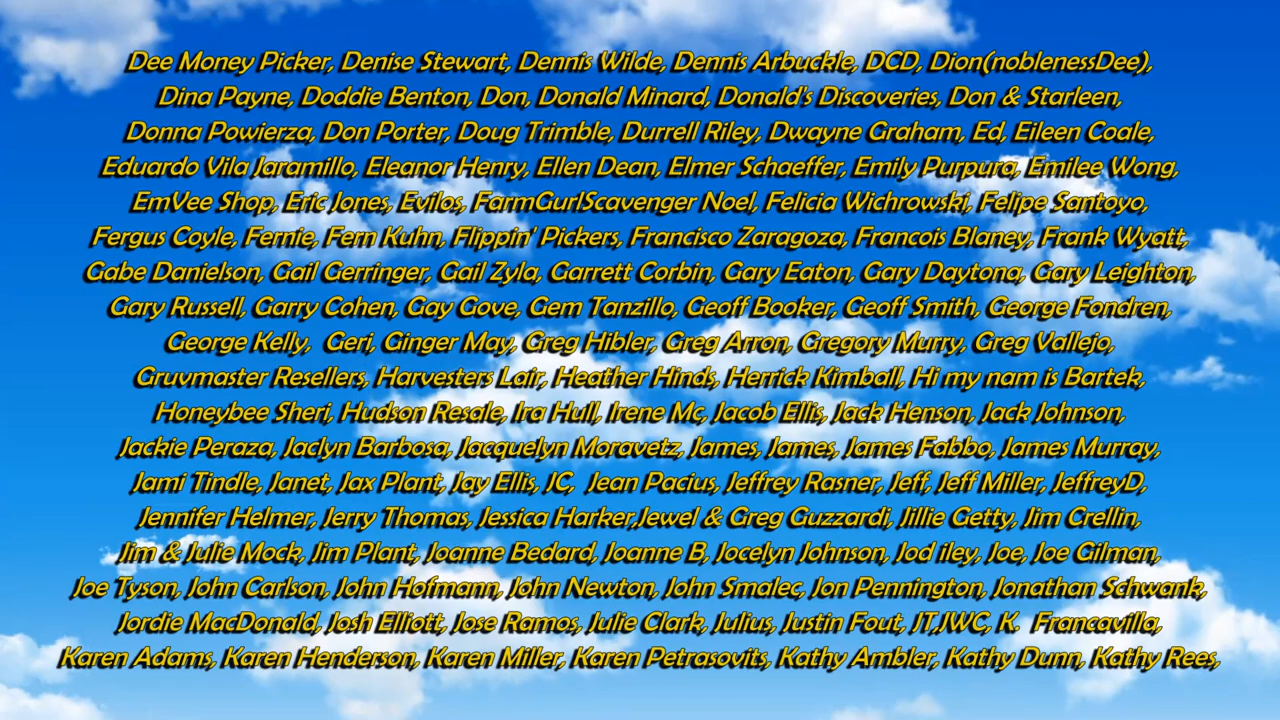 Dee Money Picker, Denise Stewart, Dennis Wilde, Dennis Arbuckle, DCD, Dion(noblenessDee),
Dina Payne, Doddie Benton, Don, Donald Minard, Donald's Discoveries, Don & Starleen,
Donna Powierza, Don Porter, Doug Trimble, Durrell Riley, Dwayne Graham, Ed, Eileen Coale,
Eduardo Vila Jaramillo, Eleanor Henry, Ellen Dean, Elmer Schaeffer, Emily Purpura, Emilee Wong,
EmVee Shop, Eric Jones, Evilos, FarmGurlScavenger Noel, Felicia Wichrowski, Felipe Santoyo,
Fergus Coyle, Fernie, Fern Kuhn, Flippin' Pickers, Francisco Zaragoza, Francois Blaney, Frank Wyatt,
Gabe Danielson, Gail Gerringer, Gail Zyla, Garrett Corbin, Gary Eaton, Gary Daytona, Gary Leighton,
Gary Russell, Garry Cohen, Gay Gove, Gem Tanzillo, Geoff Booker, Geoff Smith, George Fondren,
George Kelly,  Geri, Ginger May, Greg Hibler, Greg Arron, Gregory Murry, Greg Vallejo,
Gruvmaster Resellers, Harvesters Lair, Heather Hinds, Herrick Kimball, Hi my nam is Bartek,
Honeybee Sheri, Hudson Resale, Ira Hull, Irene Mc, Jacob Ellis, Jack Henson, Jack Johnson,
Jackie Peraza, Jaclyn Barbosa, Jacquelyn Moravetz, James, James, James Fabbo, James Murray,
Jami Tindle, Janet, Jax Plant, Jay Ellis, JC,  Jean Pacius, Jeffrey Rasner, Jeff, Jeff Miller, JeffreyD,
Jennifer Helmer, Jerry Thomas, Jessica Harker,Jewel & Greg Guzzardi, Jillie Getty, Jim Crellin,
Jim & Julie Mock, Jim Plant, Joanne Bedard, Joanne B, Jocelyn Johnson, Jod iley, Joe, Joe Gilman,
Joe Tyson, John Carlson, John Hofmann, John Newton, John Smalec, Jon Pennington, Jonathan Schwank,
Jordie MacDonald, Josh Elliott, Jose Ramos, Julie Clark, Julius, Justin Fout, JT,JWC, K.  Francavilla,
Karen Adams, Karen Henderson, Karen Miller, Karen Petrasovits, Kathy Ambler, Kathy Dunn, Kathy Rees,